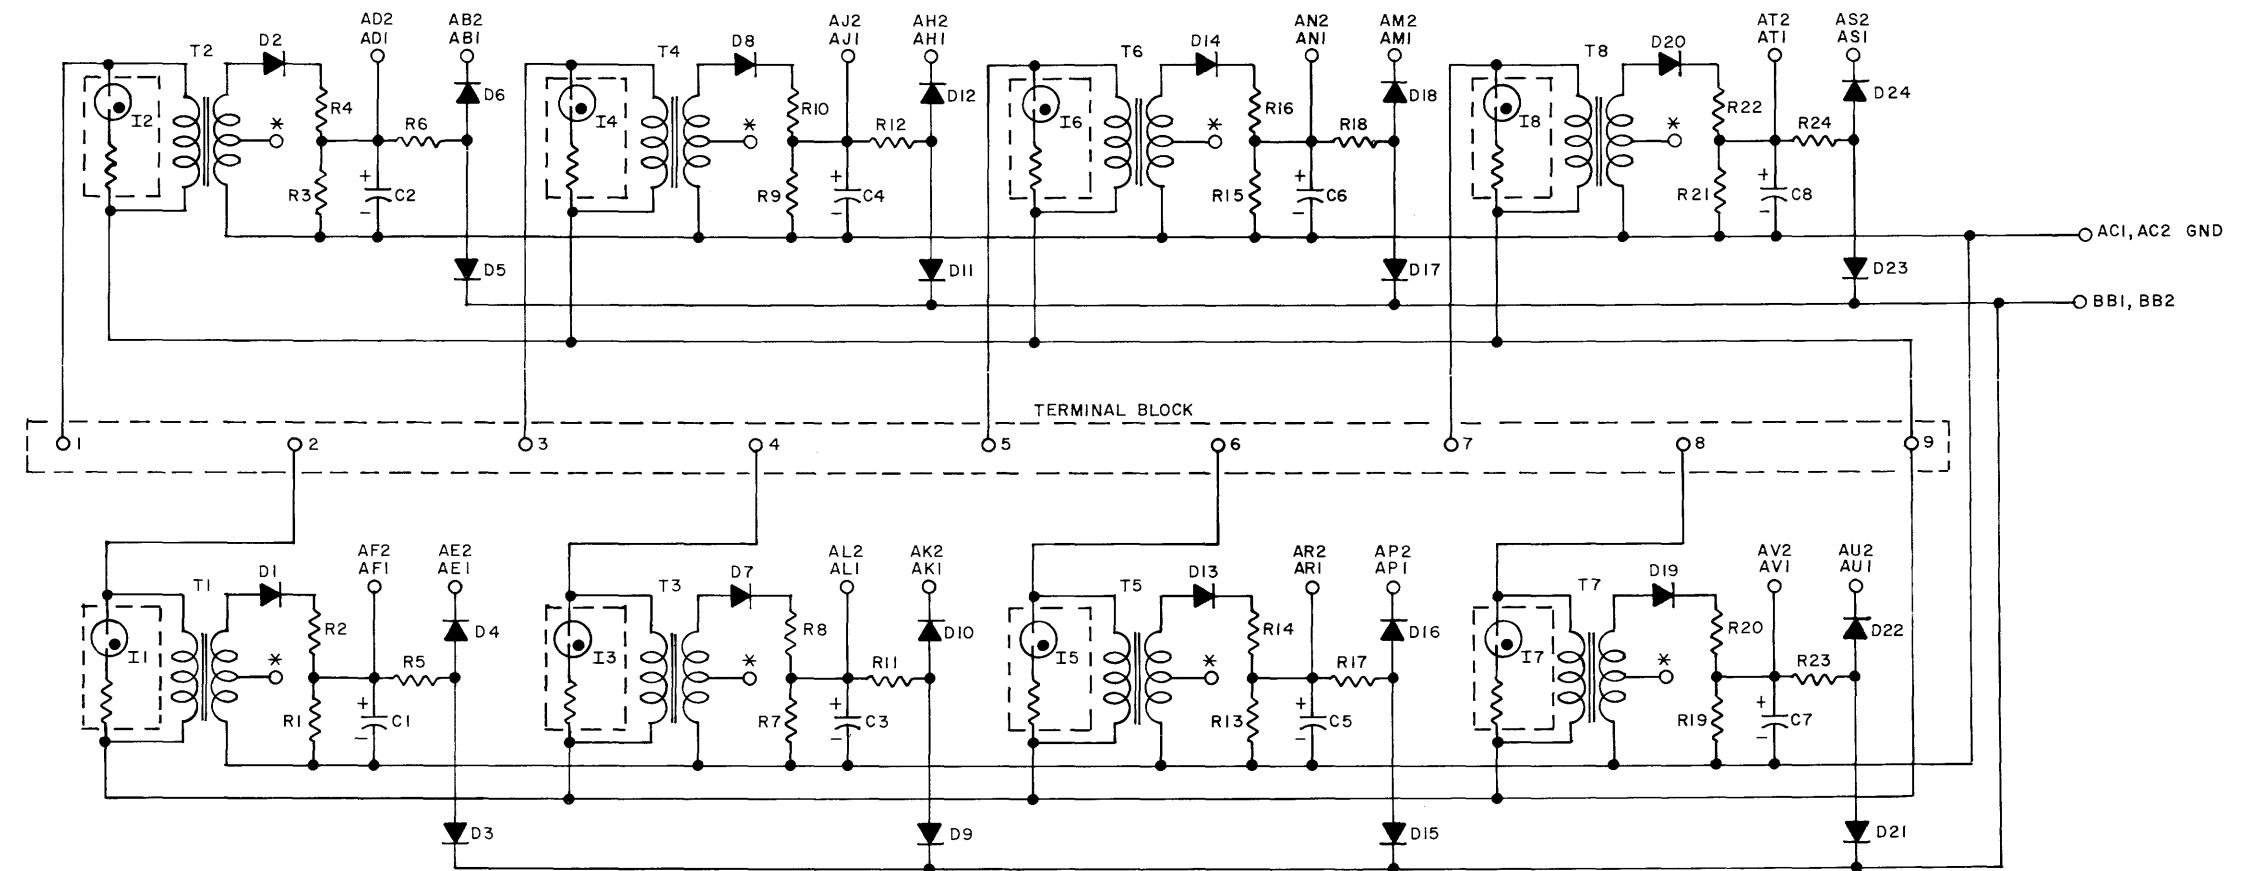 AD2 AB2 AJ2 AH2 AN2 AM2 AT2 AS2
T2 D2 AD1 AB1 T4 D8 AJ1 AH1 T6 D14 AN1 AM1 T8 D20 AT1 AS1
D6 D12 D18 D24
I2 R4 I4 R10 I6 R16 I8 R22
* R6 * R12 * R18 * R24
R3 + C2 R9 + C4 R15 + C6 R21 + C8
− − − −
AC1, AC2 GND
D5 D11 D17 D23
BB1, BB2
TERMINAL BLOCK
1 2 3 4 5 6 7 8 9
AF2 AE2 AL2 AK2 AR2 AP2 AV2 AU2
T1 D1 AF1 AE1 T3 D7 AL1 AK1 T5 D13 AR1 AP1 T7 D19 AV1 AU1
R2 D4 R8 D10 R14 D16 R20 D22
I1 * R5 I3 * R11 I5 * R17 I7 * R23
R1 + C1 R7 + C3 R13 + C5 R19 + C7
− − − −
D3 D9 D15 D21